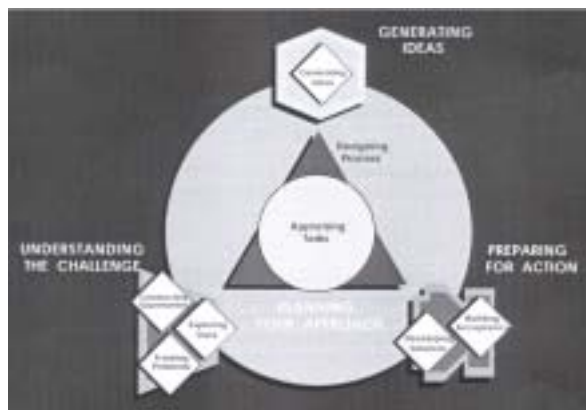 GENERATING
IDEAS
Generating
Ideas
Designing
Process
Appraising
Tasks
UNDERSTANDING
THE CHALLENGE
PREPARING
FOR ACTION
PLANNING
YOUR APPROACH
Constructing
Opportunities
Exploring
Data
Framing
Problems
Building
Acceptance
Developing
Solutions